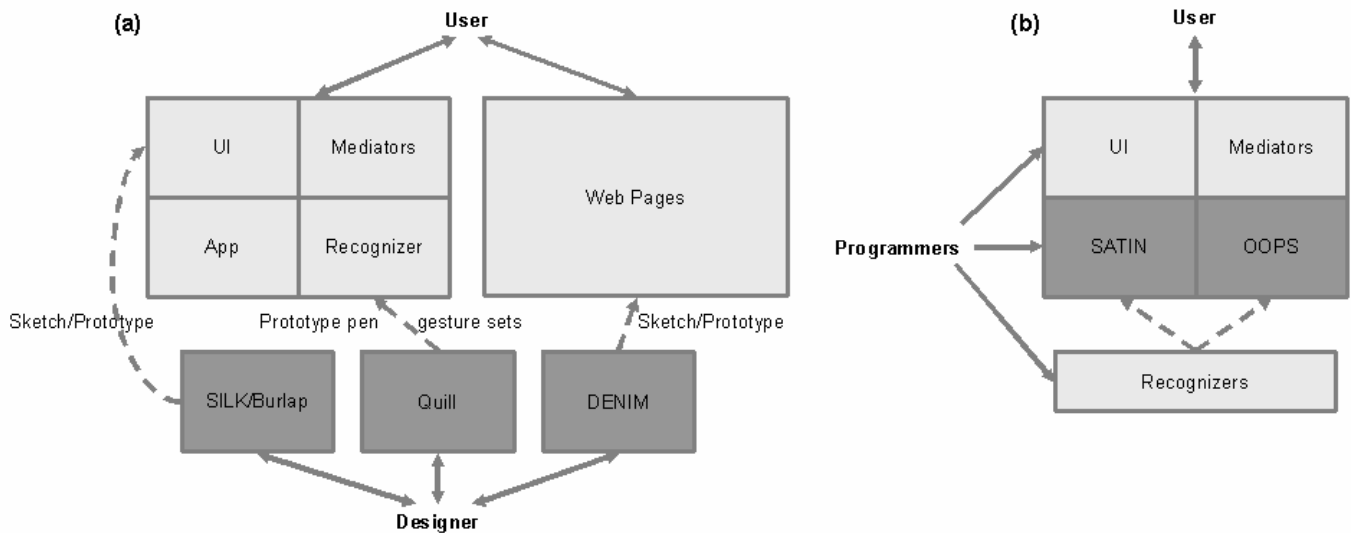 (a)
User
UI
Mediators
Web Pages
App
Recognizer
Sketch/Prototype
Prototype pen gesture sets
Sketch/Prototype
SILK/Burlap
Quill
DENIM
Designer
(b)
User
UI
Mediators
Programmers
SATIN
OOPS
Recognizers